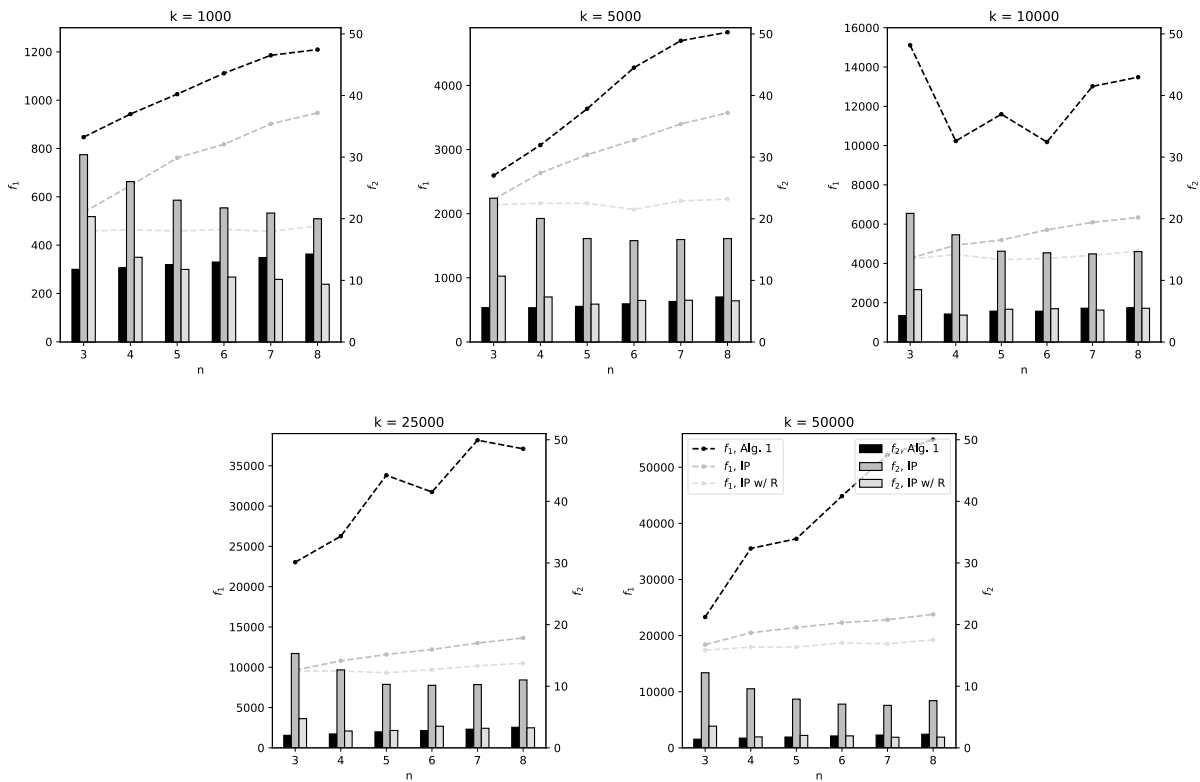 k = 1000
1200
1000
800
600
400
200
0
f₁
50
40
30
20
10
0
f₂
3 4 5 6 7 8
n
k = 5000
4000
3000
2000
1000
0
f₁
50
40
30
20
10
0
f₂
3 4 5 6 7 8
n
k = 10000
16000
14000
12000
10000
8000
6000
4000
2000
0
f₁
50
40
30
20
10
0
f₂
3 4 5 6 7 8
n
k = 25000
35000
30000
25000
20000
15000
10000
5000
0
f₁
50
40
30
20
10
0
f₂
3 4 5 6 7 8
n
k = 50000
f₁, Alg. 1
f₁, IP
f₁, IP w/ R
f₂, Alg. 1
f₂, IP
f₂, IP w/ R
50000
40000
30000
20000
10000
0
f₁
50
40
30
20
10
0
f₂
3 4 5 6 7 8
n